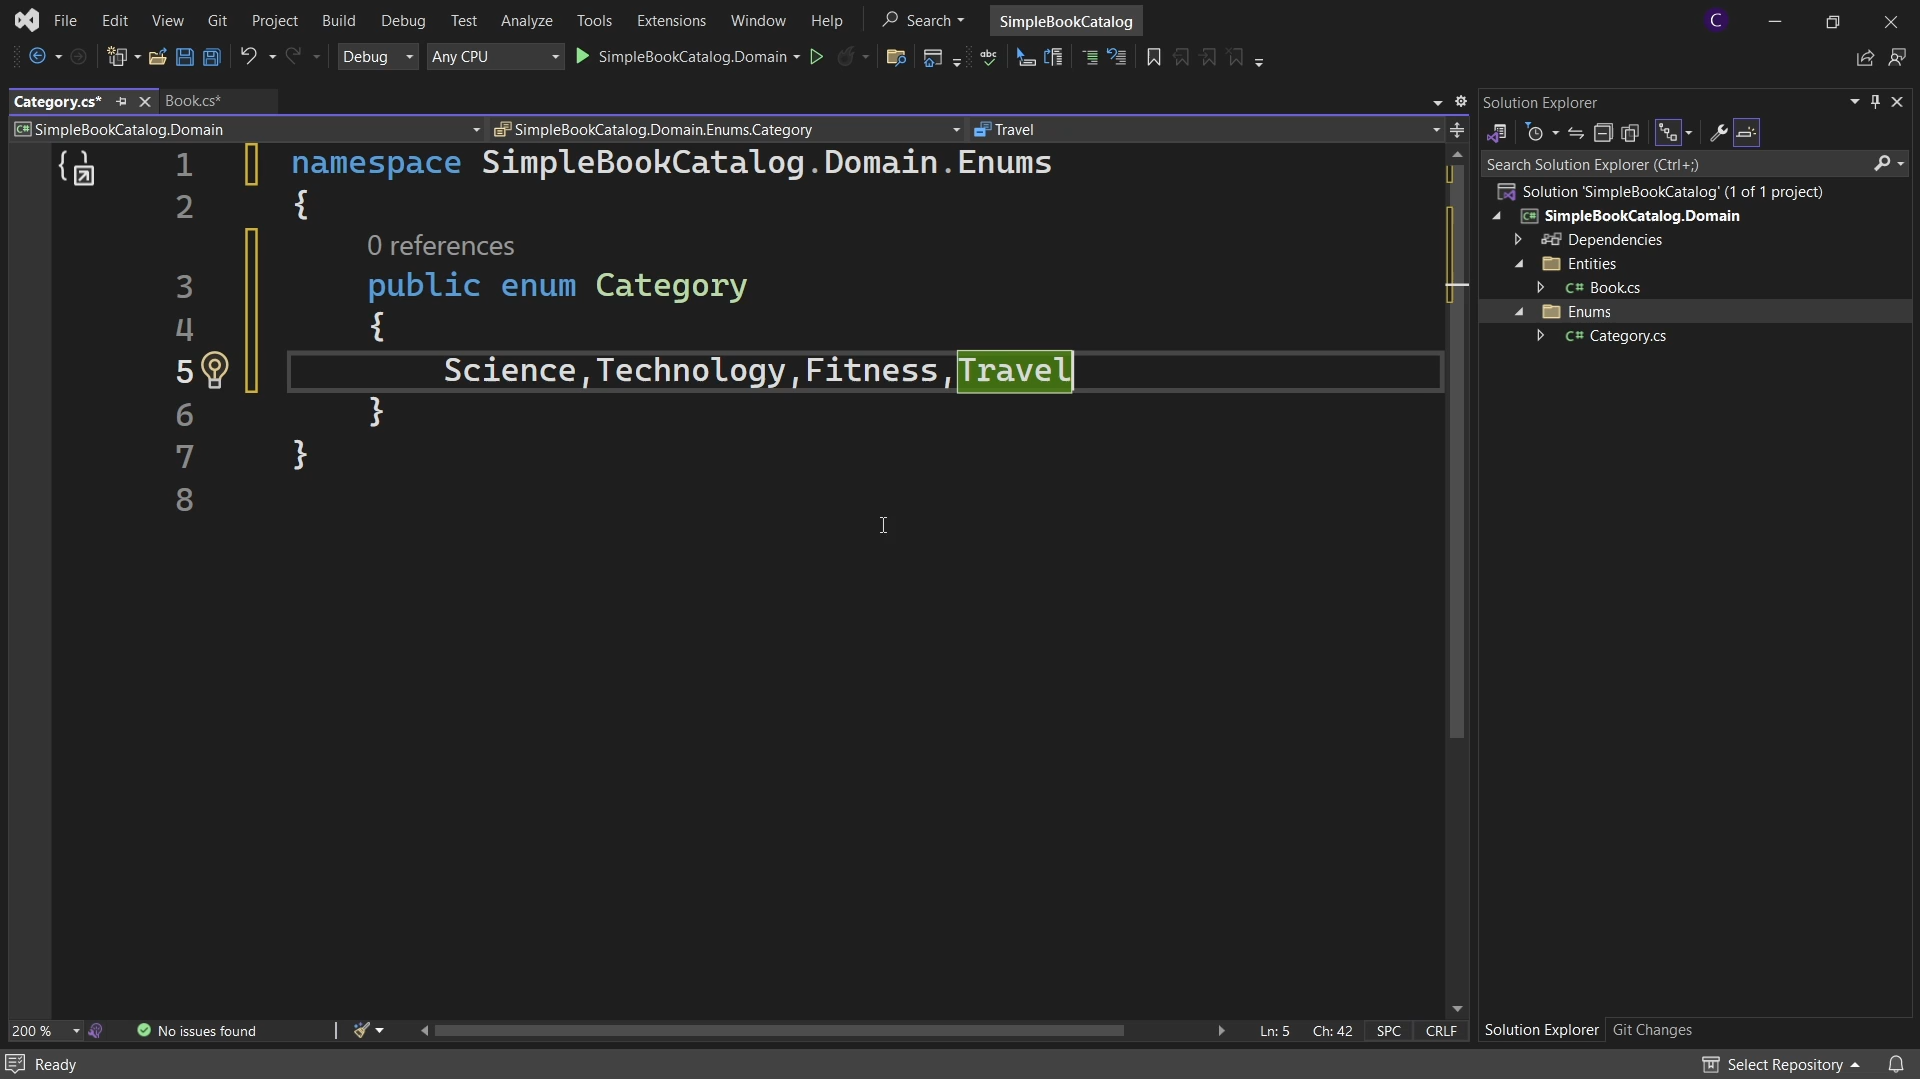 File Edit View Git Project Build Debug Test Analyze Tools Extensions Window Help Search SimpleBookCatalog C
Debug Any CPU SimpleBookCatalog.Domain abc
Category.cs* Book.cs*
C# SimpleBookCatalog.Domain SimpleBookCatalog.Domain.Enums.Category Travel
1 namespace SimpleBookCatalog.Domain.Enums
2 {
0 references
3 public enum Category
4 {
5 Science,Technology,Fitness,Travel
6 }
7 }
8
200 % No issues found Ln: 5 Ch: 42 SPC CRLF
Solution Explorer
Search Solution Explorer (Ctrl+;)
Solution 'SimpleBookCatalog' (1 of 1 project)
C# SimpleBookCatalog.Domain
Dependencies
Entities
C# Book.cs
Enums
C# Category.cs
Solution Explorer Git Changes
Ready Select Repository